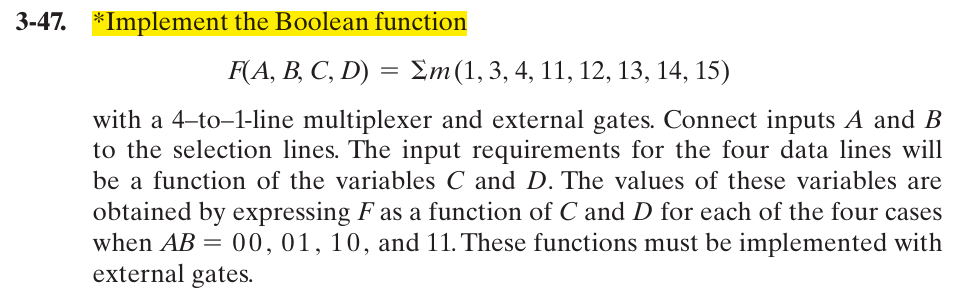 3-47. *Implement the Boolean function
F(A, B, C, D) = Σm(1, 3, 4, 11, 12, 13, 14, 15)
with a 4–to–1-line multiplexer and external gates. Connect inputs A and B
to the selection lines. The input requirements for the four data lines will
be a function of the variables C and D. The values of these variables are
obtained by expressing F as a function of C and D for each of the four cases
when AB = 00, 01, 10, and 11. These functions must be implemented with
external gates.